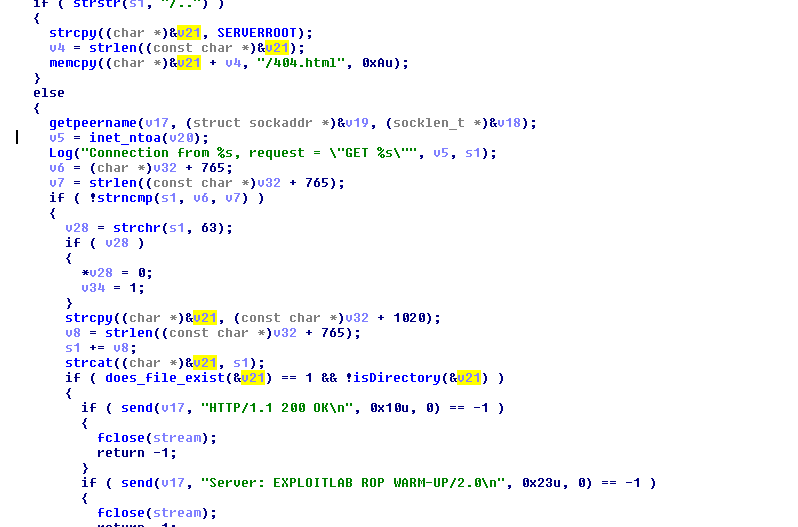 if ( strstr(s1, "/..") )
{
strcpy((char *)&v21, SERVERROOT);
v4 = strlen((const char *)&v21);
memcpy((char *)&v21 + v4, "/404.html", 0xAu);
}
else
{
getpeername(v17, (struct sockaddr *)&v19, (socklen_t *)&v18);
v5 = inet_ntoa(v20);
Log("Connection from %s, request = \"GET %s\"", v5, s1);
v6 = (char *)v32 + 765;
v7 = strlen((const char *)v32 + 765);
if ( !strncmp(s1, v6, v7) )
{
v28 = strchr(s1, 63);
if ( v28 )
{
*v28 = 0;
v34 = 1;
}
strcpy((char *)&v21, (const char *)v32 + 1020);
v8 = strlen((const char *)v32 + 765);
s1 += v8;
strcat((char *)&v21, s1);
if ( does_file_exist(&v21) == 1 && !isDirectory(&v21) )
{
if ( send(v17, "HTTP/1.1 200 OK\n", 0x10u, 0) == -1 )
{
fclose(stream);
return -1;
}
if ( send(v17, "Server: EXPLOITLAB ROP WARM-UP/2.0\n", 0x23u, 0) == -1 )
{
fclose(stream);
return -1;